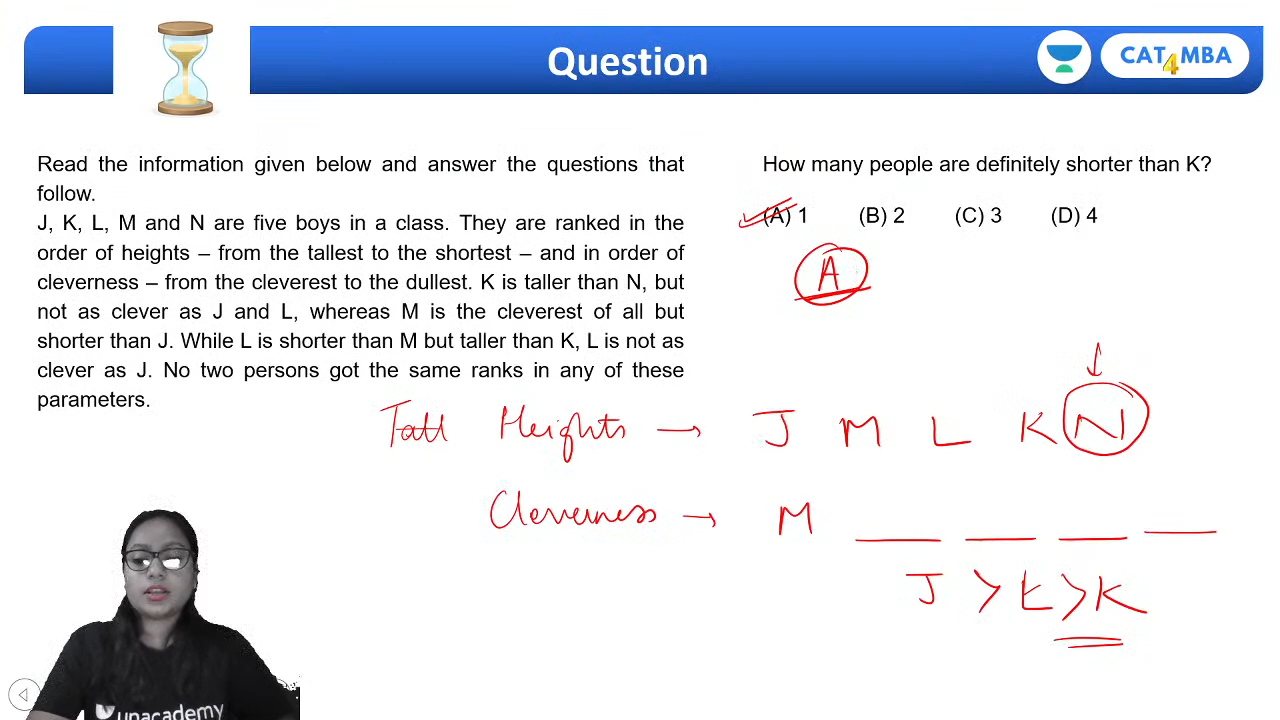 Question
CAT4MBA
Read the information given below and answer the questions that
follow.
J, K, L, M and N are five boys in a class. They are ranked in the
order of heights – from the tallest to the shortest – and in order of
cleverness – from the cleverest to the dullest. K is taller than N, but
not as clever as J and L, whereas M is the cleverest of all but
shorter than J. While L is shorter than M but taller than K, L is not as
clever as J. No two persons got the same ranks in any of these
parameters.
How many people are definitely shorter than K?
(A) 1 (B) 2 (C) 3 (D) 4
A
Tall Heights → J M L K N
Cleverness → M
J > L > K
unacademy